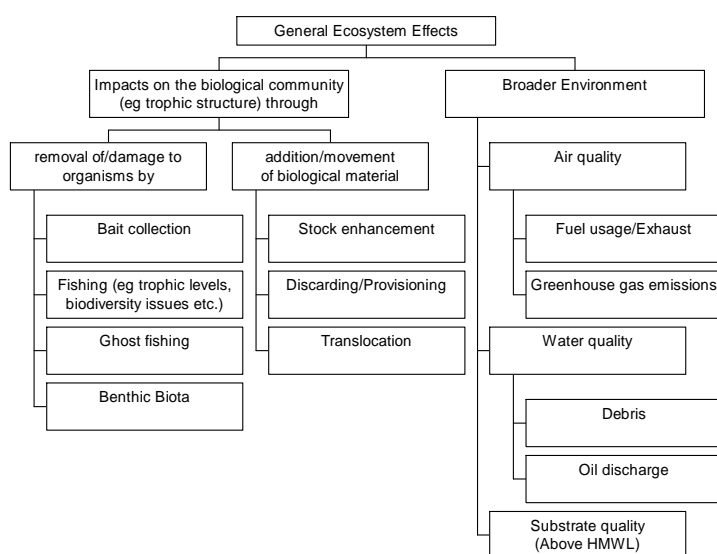 General Ecosystem Effects
Impacts on the biological community
(eg trophic structure) through
Broader Environment
removal of/damage to
organisms by
addition/movement
of biological material
Air quality
Bait collection
Stock enhancement
Fuel usage/Exhaust
Fishing (eg trophic levels,
biodiversity issues etc.)
Discarding/Provisioning
Greenhouse gas emissions
Ghost fishing
Translocation
Water quality
Benthic Biota
Debris
Oil discharge
Substrate quality
(Above HMWL)